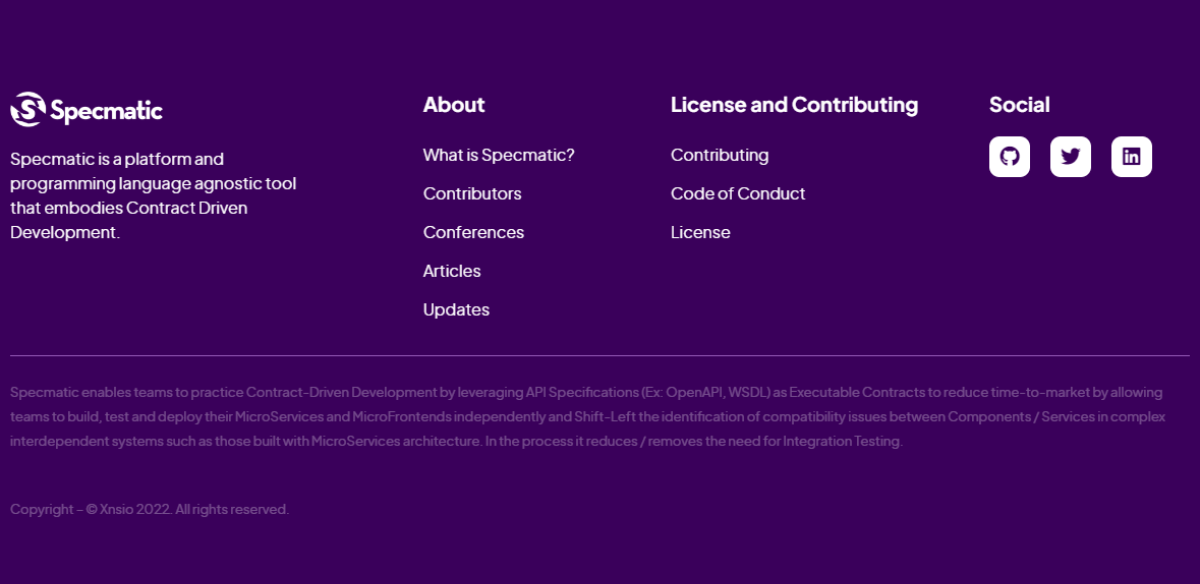 Specmatic
Specmatic is a platform and
programming language agnostic tool
that embodies Contract Driven
Development.
About
What is Specmatic?
Contributors
Conferences
Articles
Updates
License and Contributing
Contributing
Code of Conduct
License
Social
Specmatic enables teams to practice Contract-Driven Development by leveraging API Specifications (Ex: OpenAPI, WSDL) as Executable Contracts to reduce time-to-market by allowing
teams to build, test and deploy their MicroServices and MicroFrontends independently and Shift-Left the identification of compatibility issues between Components / Services in complex
interdependent systems such as those built with MicroServices architecture. In the process it reduces / removes the need for Integration Testing.
Copyright – © Xnsio 2022. All rights reserved.